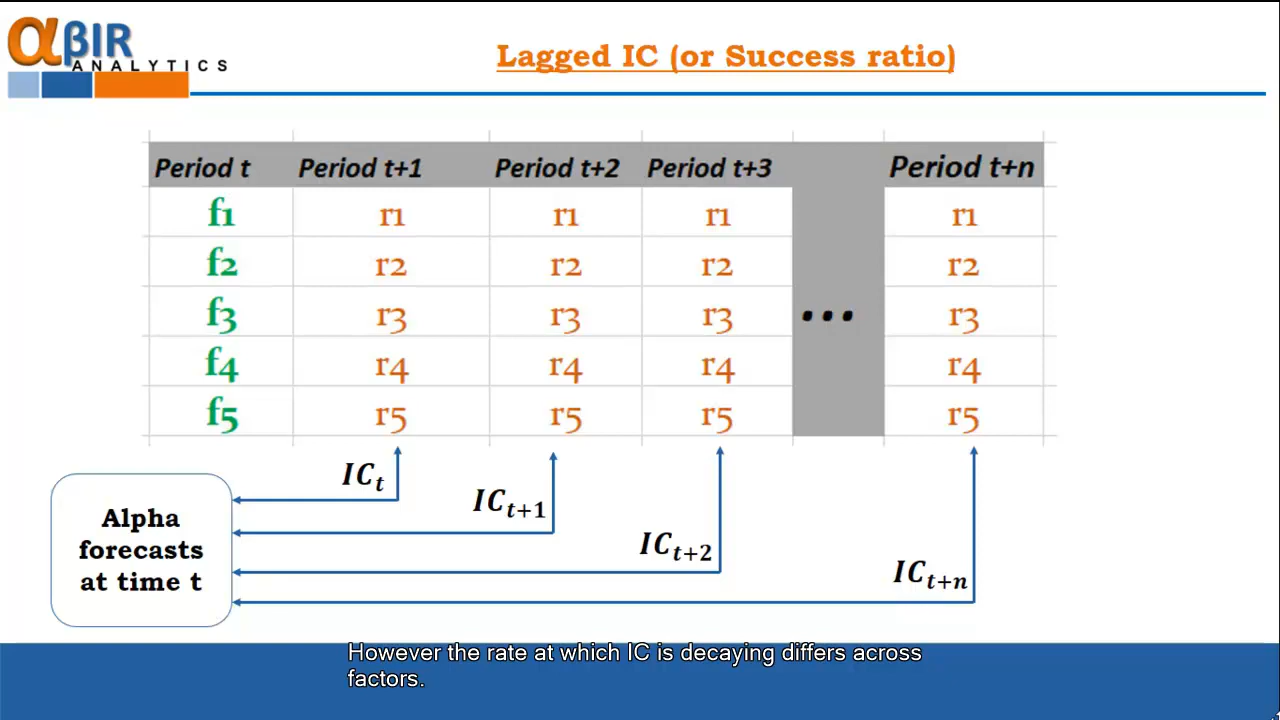 αβIR
ANALYTICS
Lagged IC (or Success ratio)
Period t Period t+1 Period t+2 Period t+3 Period t+n
f1 r1 r1 r1 r1
f2 r2 r2 r2 r2
f3 r3 r3 r3 ... r3
f4 r4 r4 r4 r4
f5 r5 r5 r5 r5
ICt
ICt+1
ICt+2
ICt+n
Alpha
forecasts
at time t
However the rate at which IC is decaying differs across
factors.